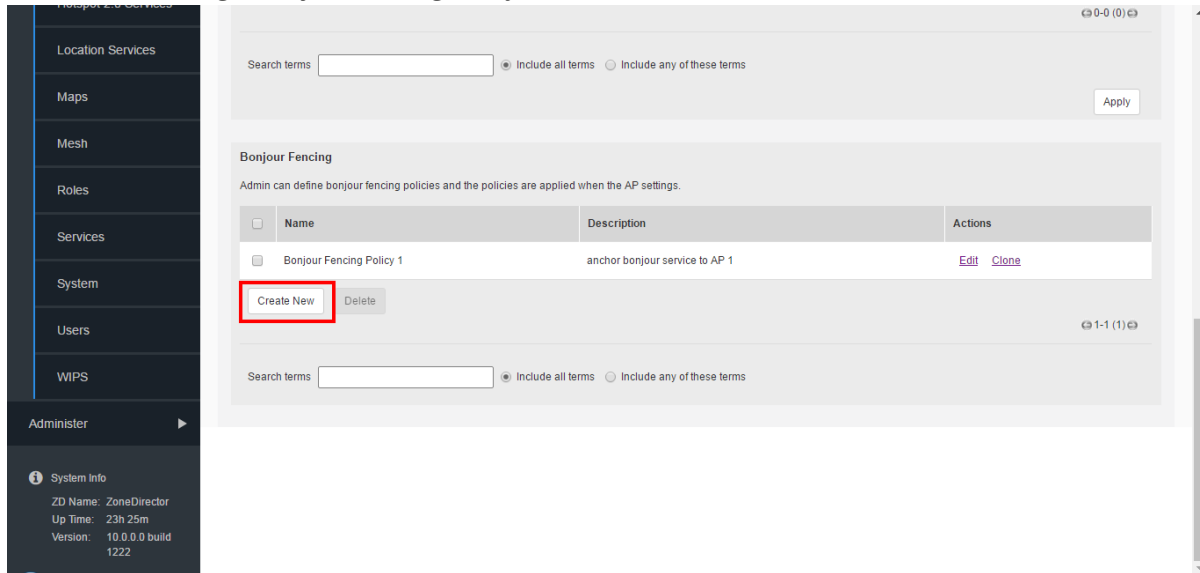 Hotspot 2.0 Services
Location Services
Maps
Mesh
Roles
Services
System
Users
WIPS
Administer
System Info
ZD Name: ZoneDirector
Up Time: 23h 25m
Version: 10.0.0.0 build
1222
0-0 (0)
Search terms Include all terms Include any of these terms
Apply
Bonjour Fencing
Admin can define bonjour fencing policies and the policies are applied when the AP settings.
Name Description Actions
Bonjour Fencing Policy 1 anchor bonjour service to AP 1 Edit Clone
Create New Delete
1-1 (1)
Search terms Include all terms Include any of these terms